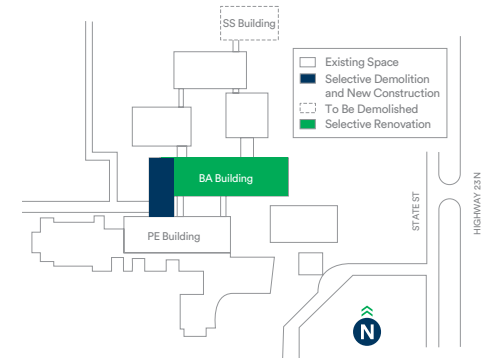 SS Building
Existing Space
Selective Demolition
and New Construction
To Be Demolished
Selective Renovation
BA Building
PE Building
STATE ST
HIGHWAY 23 N
N